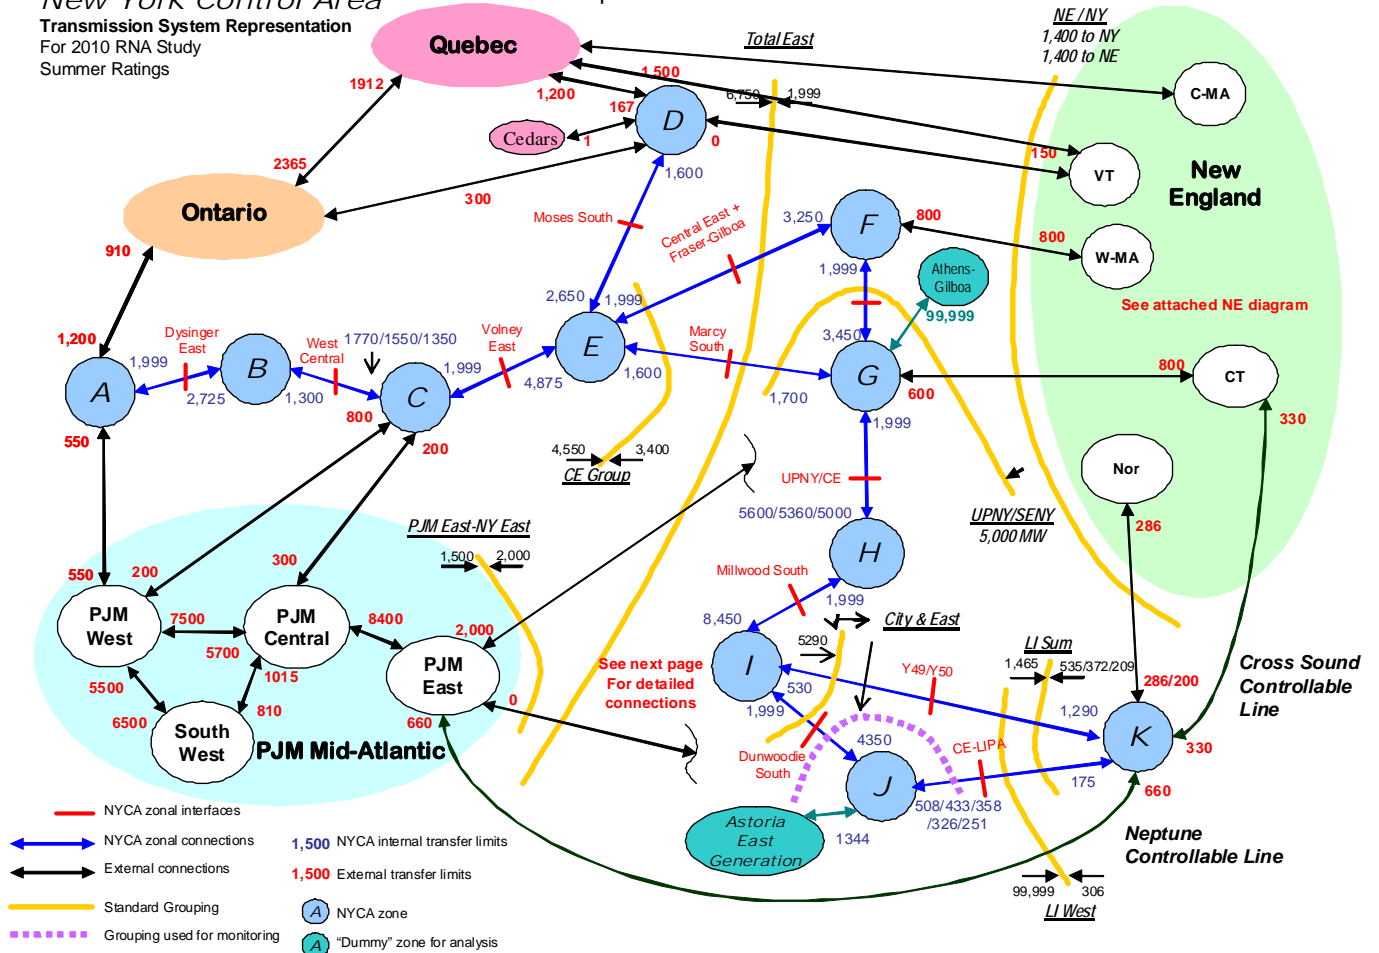 New York Control Area
Transmission System Representation
For 2010 RNA Study
Summer Ratings
Quebec
Total East
NE / NY
1,400 to NY
1,400 to NE
1912
1,500
1,200
167
6,750
1,999
C-MA
Cedars
1
D
0
150
VT
New
England
2365
300
1,600
Ontario
Moses South
Central East +
Fraser-Gilboa
3,250
F
800
800
W-MA
910
1,999
Athens-
Gilboa
99,999
See attached NE diagram
2,650
1,999
1,200
Dysinger
East
West
Central
1770/1550/1350
Volney
East
E
Marcy
South
3,450
1,999
A
B
2,725
1,300
C
1,999
4,875
1,600
G
1,700
600
800
CT
330
550
800
200
1,999
4,550
3,400
CE Group
UPNY/CE
Nor
286
5600/5360/5000
UPNY/SENY
5,000 MW
PJM East-NY East
1,500
2,000
H
Millwood South
1,999
550
200
300
PJM
West
7500
5700
PJM
Central
8400
2,000
8,450
City & East
5290
LI Sum
1,465
535/372/209
PJM
East
See next page
For detailed
connections
I
Y49/Y50
530
1,999
286/200
Cross Sound
Controllable
Line
5500
1015
6500
810
0
660
South
West
PJM Mid-Atlantic
1,290
K
330
Dunwoodie
South
4350
CE-LIPA
J
175
660
508/433/358
/326/251
Astoria
East
Generation
1344
Neptune
Controllable Line
99,999
306
LI West
NYCA zonal interfaces
NYCA zonal connections
1,500 NYCA internal transfer limits
External connections
1,500 External transfer limits
Standard Grouping
A NYCA zone
Grouping used for monitoring
A "Dummy" zone for analysis